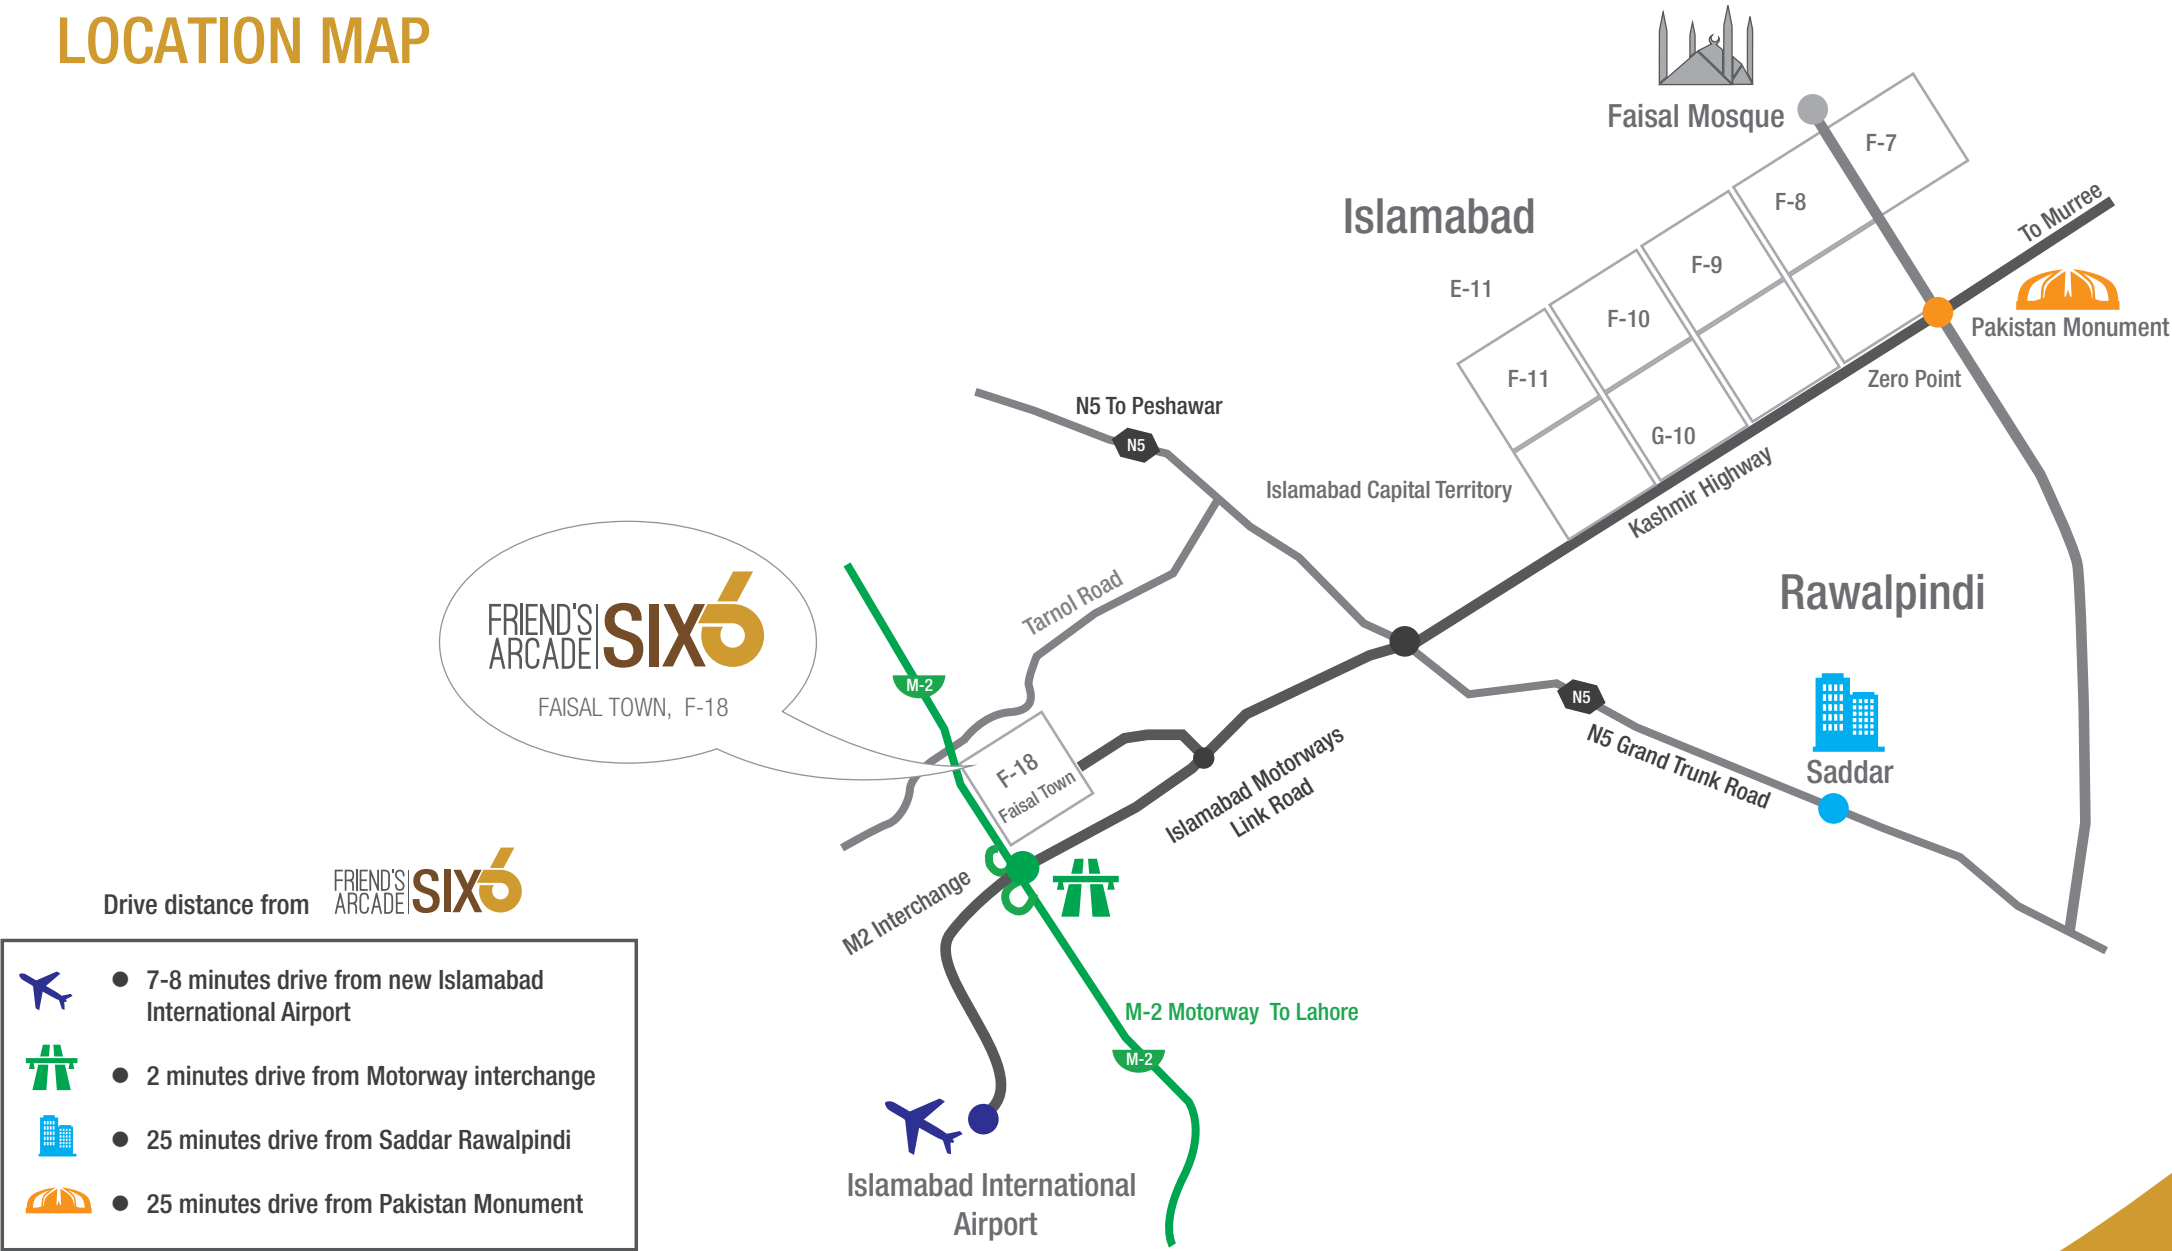 LOCATION MAP
Faisal Mosque
F-7
F-8
F-9
F-10
F-11
G-10
E-11
Islamabad
To Murree
Pakistan Monument
Zero Point
Kashmir Highway
N5 To Peshawar
N5
Islamabad Capital Territory
Tarnol Road
Rawalpindi
FRIEND'S
ARCADE
SIX6
FAISAL TOWN, F-18
M-2
F-18
Faisal Town
Islamabad Motorways
Link Road
N5
N5 Grand Trunk Road
Saddar
M2 Interchange
M-2 Motorway To Lahore
M-2
Islamabad International
Airport
Drive distance from
FRIEND'S
ARCADE
SIX6
● 7-8 minutes drive from new Islamabad
International Airport
● 2 minutes drive from Motorway interchange
● 25 minutes drive from Saddar Rawalpindi
● 25 minutes drive from Pakistan Monument